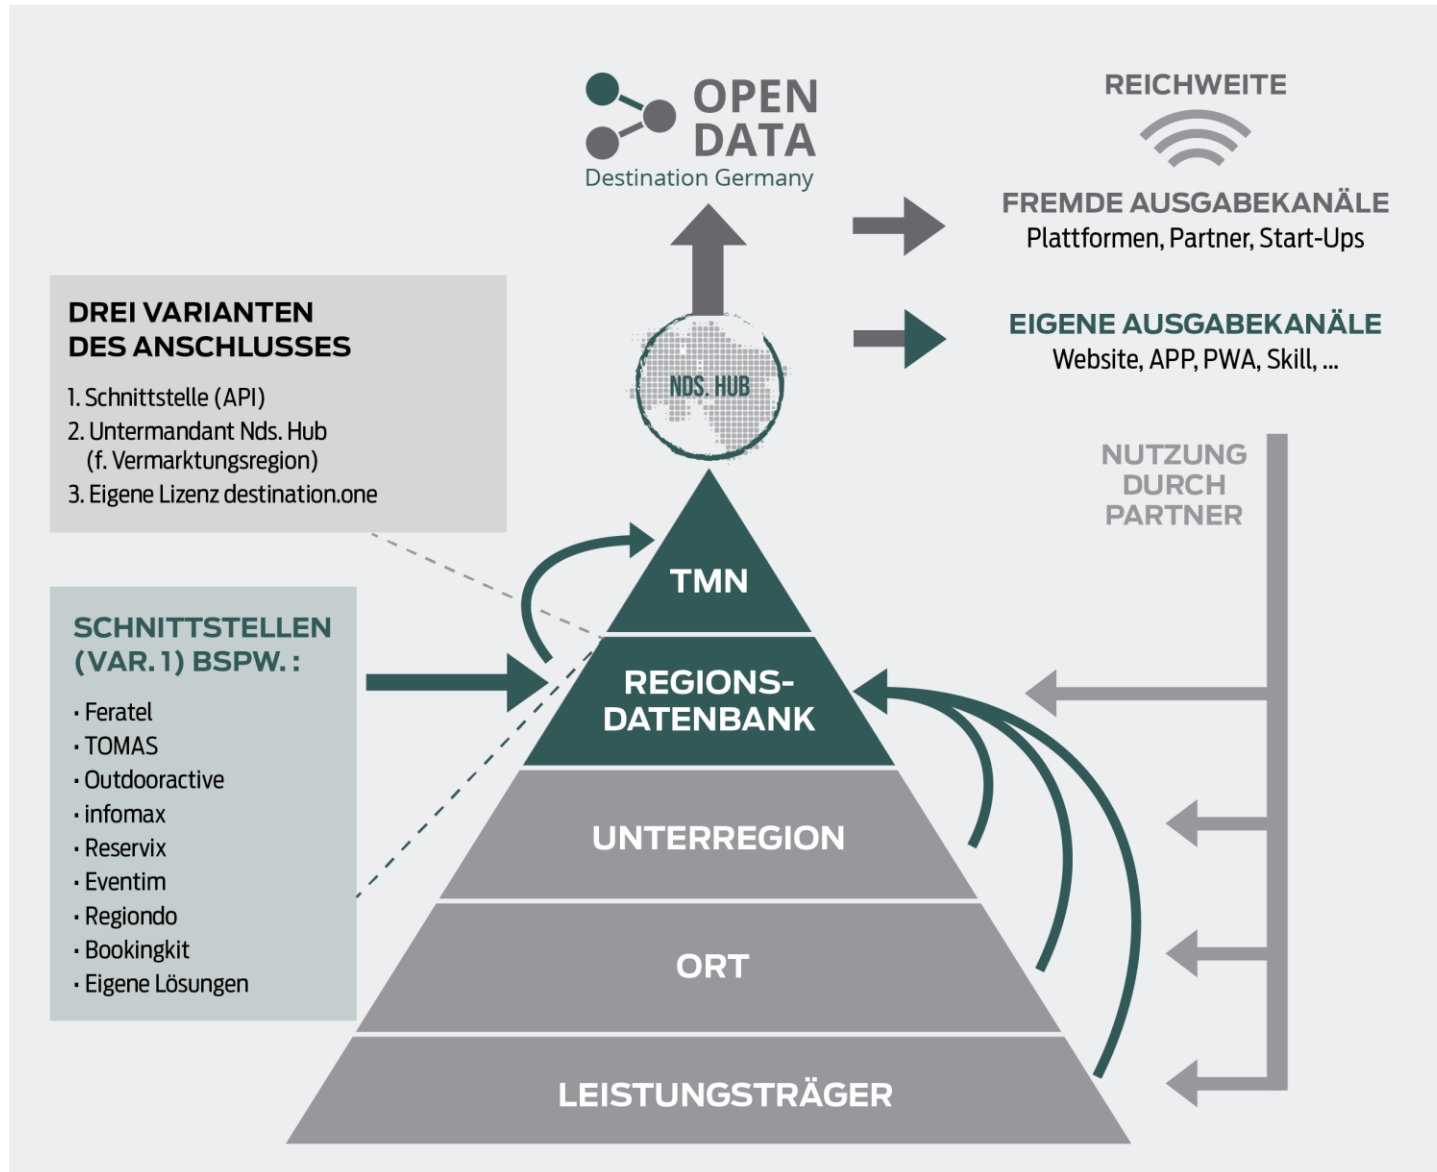 OPEN
DATA
Destination Germany
REICHWEITE
FREMDE AUSGABEKANÄLE
Plattformen, Partner, Start-Ups
EIGENE AUSGABEKANÄLE
Website, APP, PWA, Skill, ...
DREI VARIANTEN
DES ANSCHLUSSES
1. Schnittstelle (API)
2. Untermandant Nds. Hub
(f. Vermarktungsregion)
3. Eigene Lizenz destination.one
NDS. HUB
NUTZUNG
DURCH
PARTNER
SCHNITTSTELLEN
(VAR. 1) BSPW. :
· Feratel
· TOMAS
· Outdooractive
· infomax
· Reservix
· Eventim
· Regiondo
· Bookingkit
· Eigene Lösungen
TMN
REGIONS-
DATENBANK
UNTERREGION
ORT
LEISTUNGSTRÄGER